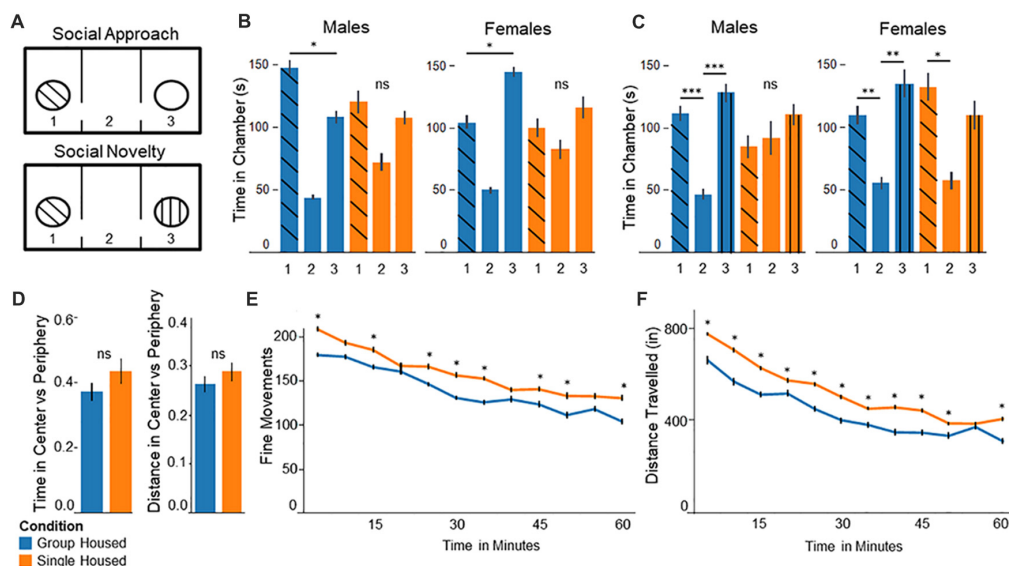 A
Social Approach
1 2 3
Social Novelty
1 2 3
B
Males Females
Time in Chamber (s)
150
100
50
0
* ns
1 2 3 1 2 3
150
100
50
0
* ns
1 2 3 1 2 3
C
Males Females
Time in Chamber (s)
150
100
50
0
*** *** ns
1 2 3 1 2 3
150
100
50
0
** ** *
1 2 3 1 2 3
D
Time in Center vs Periphery
0.6
0.4
0.2
0.0
ns
Distance in Center vs Periphery
0.4
0.3
0.2
0.1
0.0
ns
Condition
Group Housed
Single Housed
E
Fine Movements
200
150
100
50
0
* * * * * * * *
15 30 45 60
Time in Minutes
F
Distance Travelled (in)
800
400
0
* * * * * * * * * * *
15 30 45 60
Time in Minutes